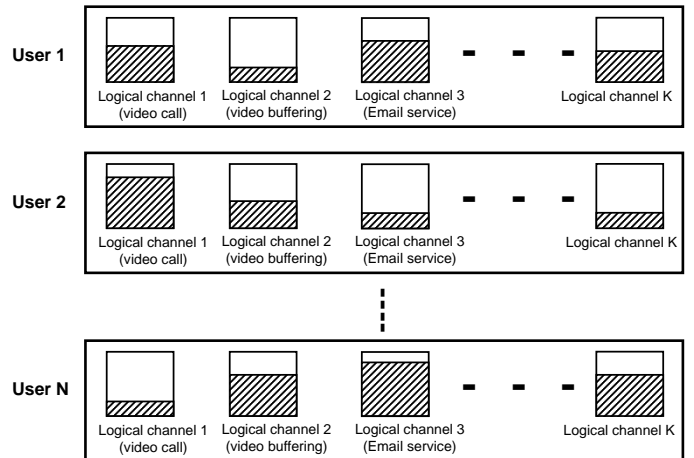 User 1
Logical channel 1 Logical channel 2 Logical channel 3 Logical channel K
(video call) (video buffering) (Email service)
User 2
Logical channel 1 Logical channel 2 Logical channel 3 Logical channel K
(video call) (video buffering) (Email service)
User N
Logical channel 1 Logical channel 2 Logical channel 3 Logical channel K
(video call) (video buffering) (Email service)